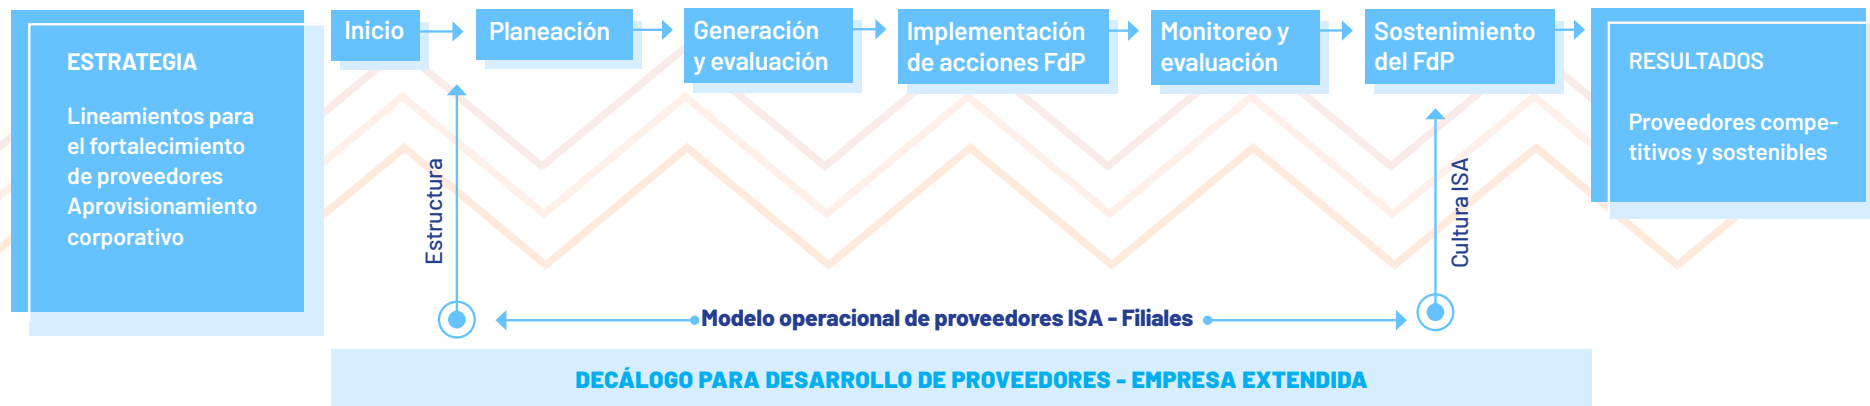 ESTRATEGIA
Lineamientos para
el fortalecimiento
de proveedores
Aprovisionamiento
corporativo
Inicio
Planeación
Generación
y evaluación
Implementación
de acciones FdP
Monitoreo y
evaluación
Sostenimiento
del FdP
RESULTADOS
Proveedores compe-
titivos y sostenibles
Estructura
Cultura ISA
Modelo operacional de proveedores ISA - Filiales
DECÁLOGO PARA DESARROLLO DE PROVEEDORES - EMPRESA EXTENDIDA